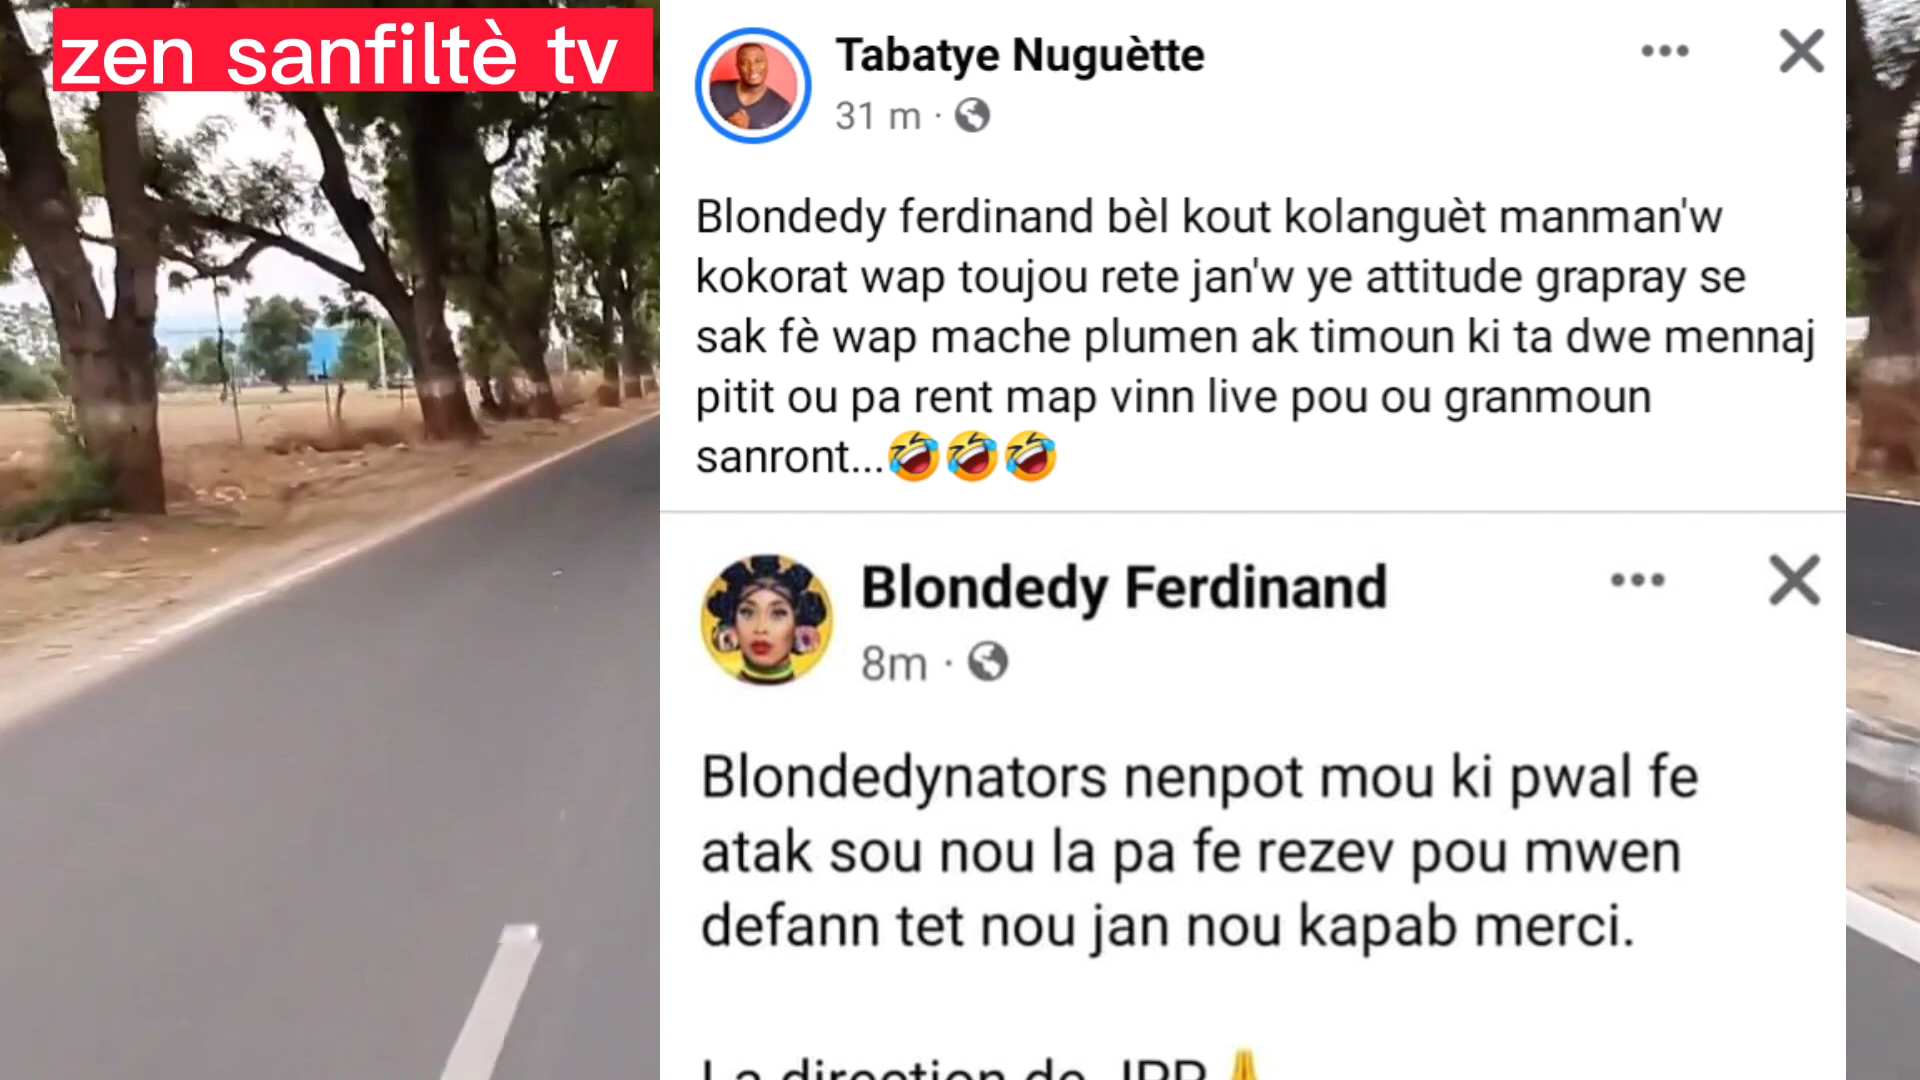 zen sanfiltè tv
Tabatye Nuguètte
31 m ·
Blondedy ferdinand bèl kout kolanguèt manman'w
kokorat wap toujou rete jan'w ye attitude grapray se
sak fè wap mache plumen ak timoun ki ta dwe mennaj
pitit ou pa rent map vinn live pou ou granmoun
sanront...🤣🤣🤣
Blondedy Ferdinand
8m ·
Blondedynators nenpot mou ki pwal fe
atak sou nou la pa fe rezev pou mwen
defann tet nou jan nou kapab merci.
La direction de